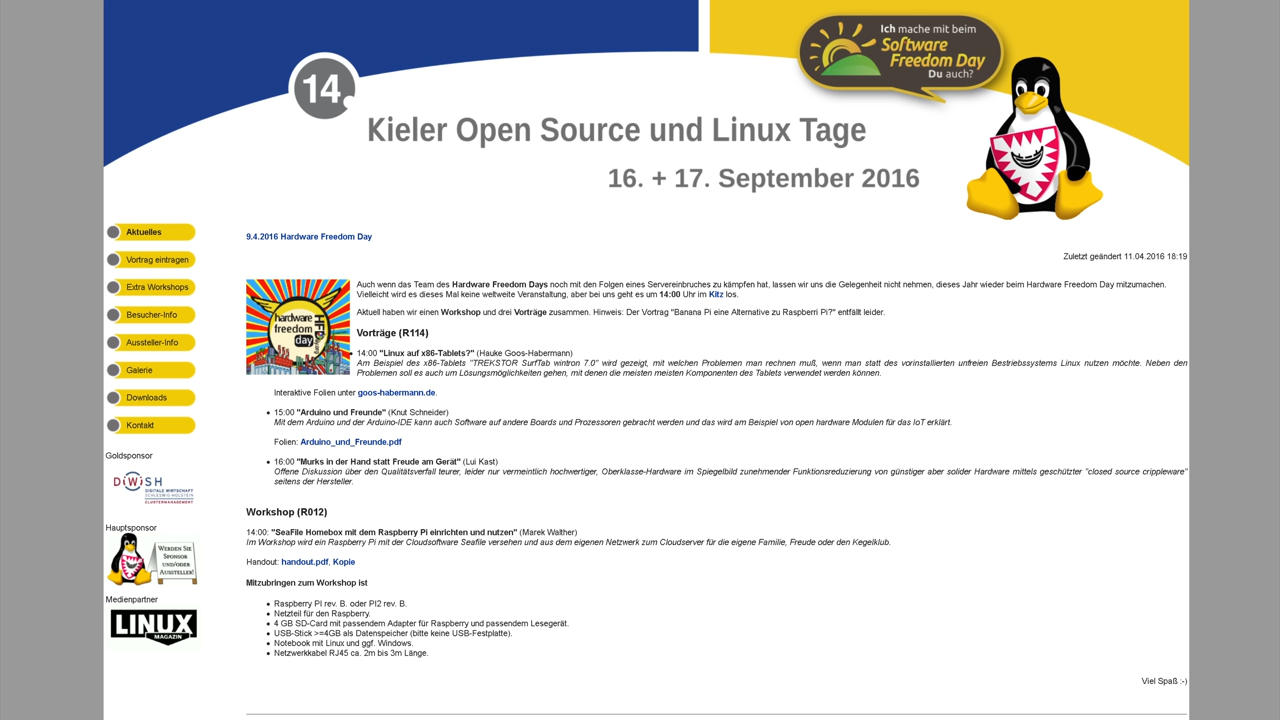 Ich mache mit beim
Software
Freedom Day
Du auch?
14.
Kieler Open Source und Linux Tage
16. + 17. September 2016
Aktuelles
Vortrag eintragen
Extra Workshops
Besucher-Info
Aussteller-Info
Galerie
Downloads
Kontakt
Goldsponsor
DiWiSH
DIGITALE WIRTSCHAFT
SCHLESWIG-HOLSTEIN
CLUSTERMANAGEMENT
Hauptsponsor
WERDEN SIE
SPONSOR
UND/ODER
AUSSTELLER!
Medienpartner
LINUX
MAGAZIN
9.4.2016 Hardware Freedom Day
Zuletzt geändert 11.04.2016 18:19
hardware
freedom
day
HFD
Auch wenn das Team des Hardware Freedom Days noch mit den Folgen eines Servereinbruches zu kämpfen hat, lassen wir uns die Gelegenheit nicht nehmen, dieses Jahr wieder beim Hardware Freedom Day mitzumachen.
Vielleicht wird es dieses Mal keine weltweite Veranstaltung, aber bei uns geht es um 14:00 Uhr im Kitz los.
Aktuell haben wir einen Workshop und drei Vorträge zusammen. Hinweis: Der Vortrag "Banana Pi eine Alternative zu Raspberri Pi?" entfällt leider.
Vorträge (R114)
14:00 "Linux auf x86-Tablets?" (Hauke Goos-Habermann)
Am Beispiel des x86-Tablets "TREKSTOR SurfTab wintron 7.0" wird gezeigt, mit welchen Problemen man rechnen muß, wenn man statt des vorinstallierten unfreien Bestriebssystems Linux nutzen möchte. Neben den
Problemen soll es auch um Lösungsmöglichkeiten gehen, mit denen die meisten meisten Komponenten des Tablets verwendet werden können.
Interaktive Folien unter goos-habermann.de.
• 15:00 "Arduino und Freunde" (Knut Schneider)
Mit dem Arduino und der Arduino-IDE kann auch Software auf andere Boards und Prozessoren gebracht werden und das wird am Beispiel von open hardware Modulen für das IoT erklärt.
Folien: Arduino_und_Freunde.pdf
• 16:00 "Murks in der Hand statt Freude am Gerät" (Lui Kast)
Offene Diskussion über den Qualitätsverfall teurer, leider nur vermeintlich hochwertiger, Oberklasse-Hardware im Spiegelbild zunehmender Funktionsreduzierung von günstiger aber solider Hardware mittels geschützter "closed source crippleware"
seitens der Hersteller.
Workshop (R012)
14:00: "SeaFile Homebox mit dem Raspberry Pi einrichten und nutzen" (Marek Walther)
Im Workshop wird ein Raspberry Pi mit der Cloudsoftware Seafile versehen und aus dem eigenen Netzwerk zum Cloudserver für die eigene Familie, Freude oder den Kegelklub.
Handout: handout.pdf, Kopie
Mitzubringen zum Workshop ist
• Raspberry PI rev. B. oder PI2 rev. B.
• Netzteil für den Raspberry.
• 4 GB SD-Card mit passendem Adapter für Raspberry und passendem Lesegerät.
• USB-Stick >=4GB als Datenspeicher (bitte keine USB-Festplatte).
• Notebook mit Linux und ggf. Windows.
• Netzwerkkabel RJ45 ca. 2m bis 3m Länge.
Viel Spaß :-)